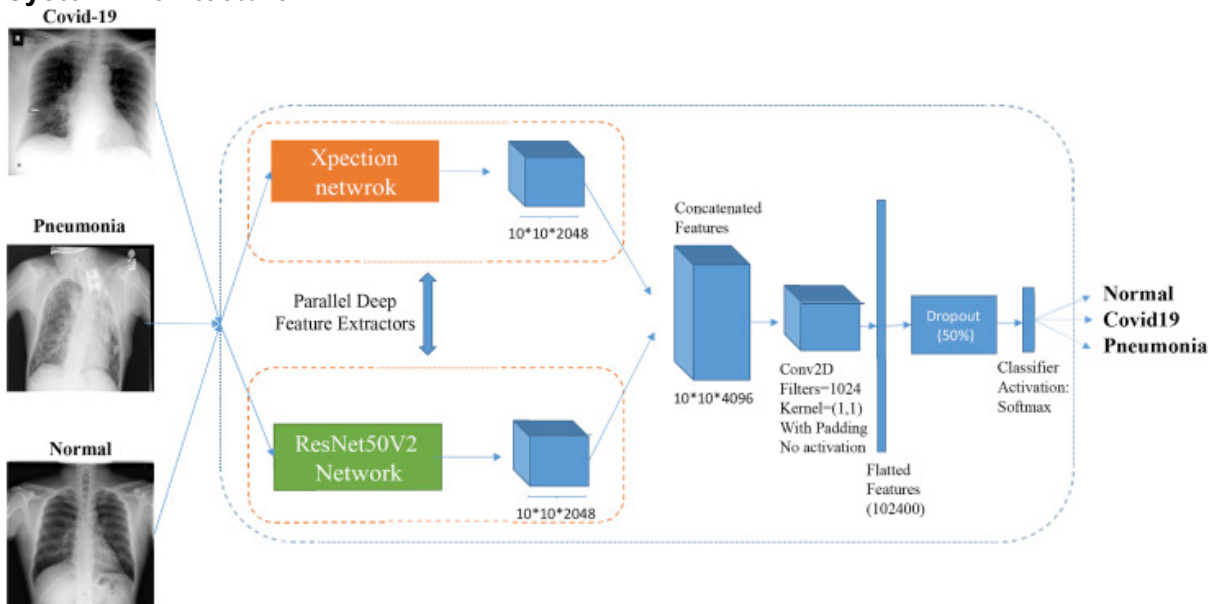 Covid-19
Xpection
netwrok
10*10*2048
Pneumonia
Parallel Deep
Feature Extractors
Concatenated
Features
10*10*4096
Conv2D
Filters=1024
Kernel=(1,1)
With Padding
No activation
Flatted
Features
(102400)
Dropout
(50%)
Classifier
Activation:
Softmax
Normal
Covid19
Pneumonia
Normal
ResNet50V2
Network
10*10*2048